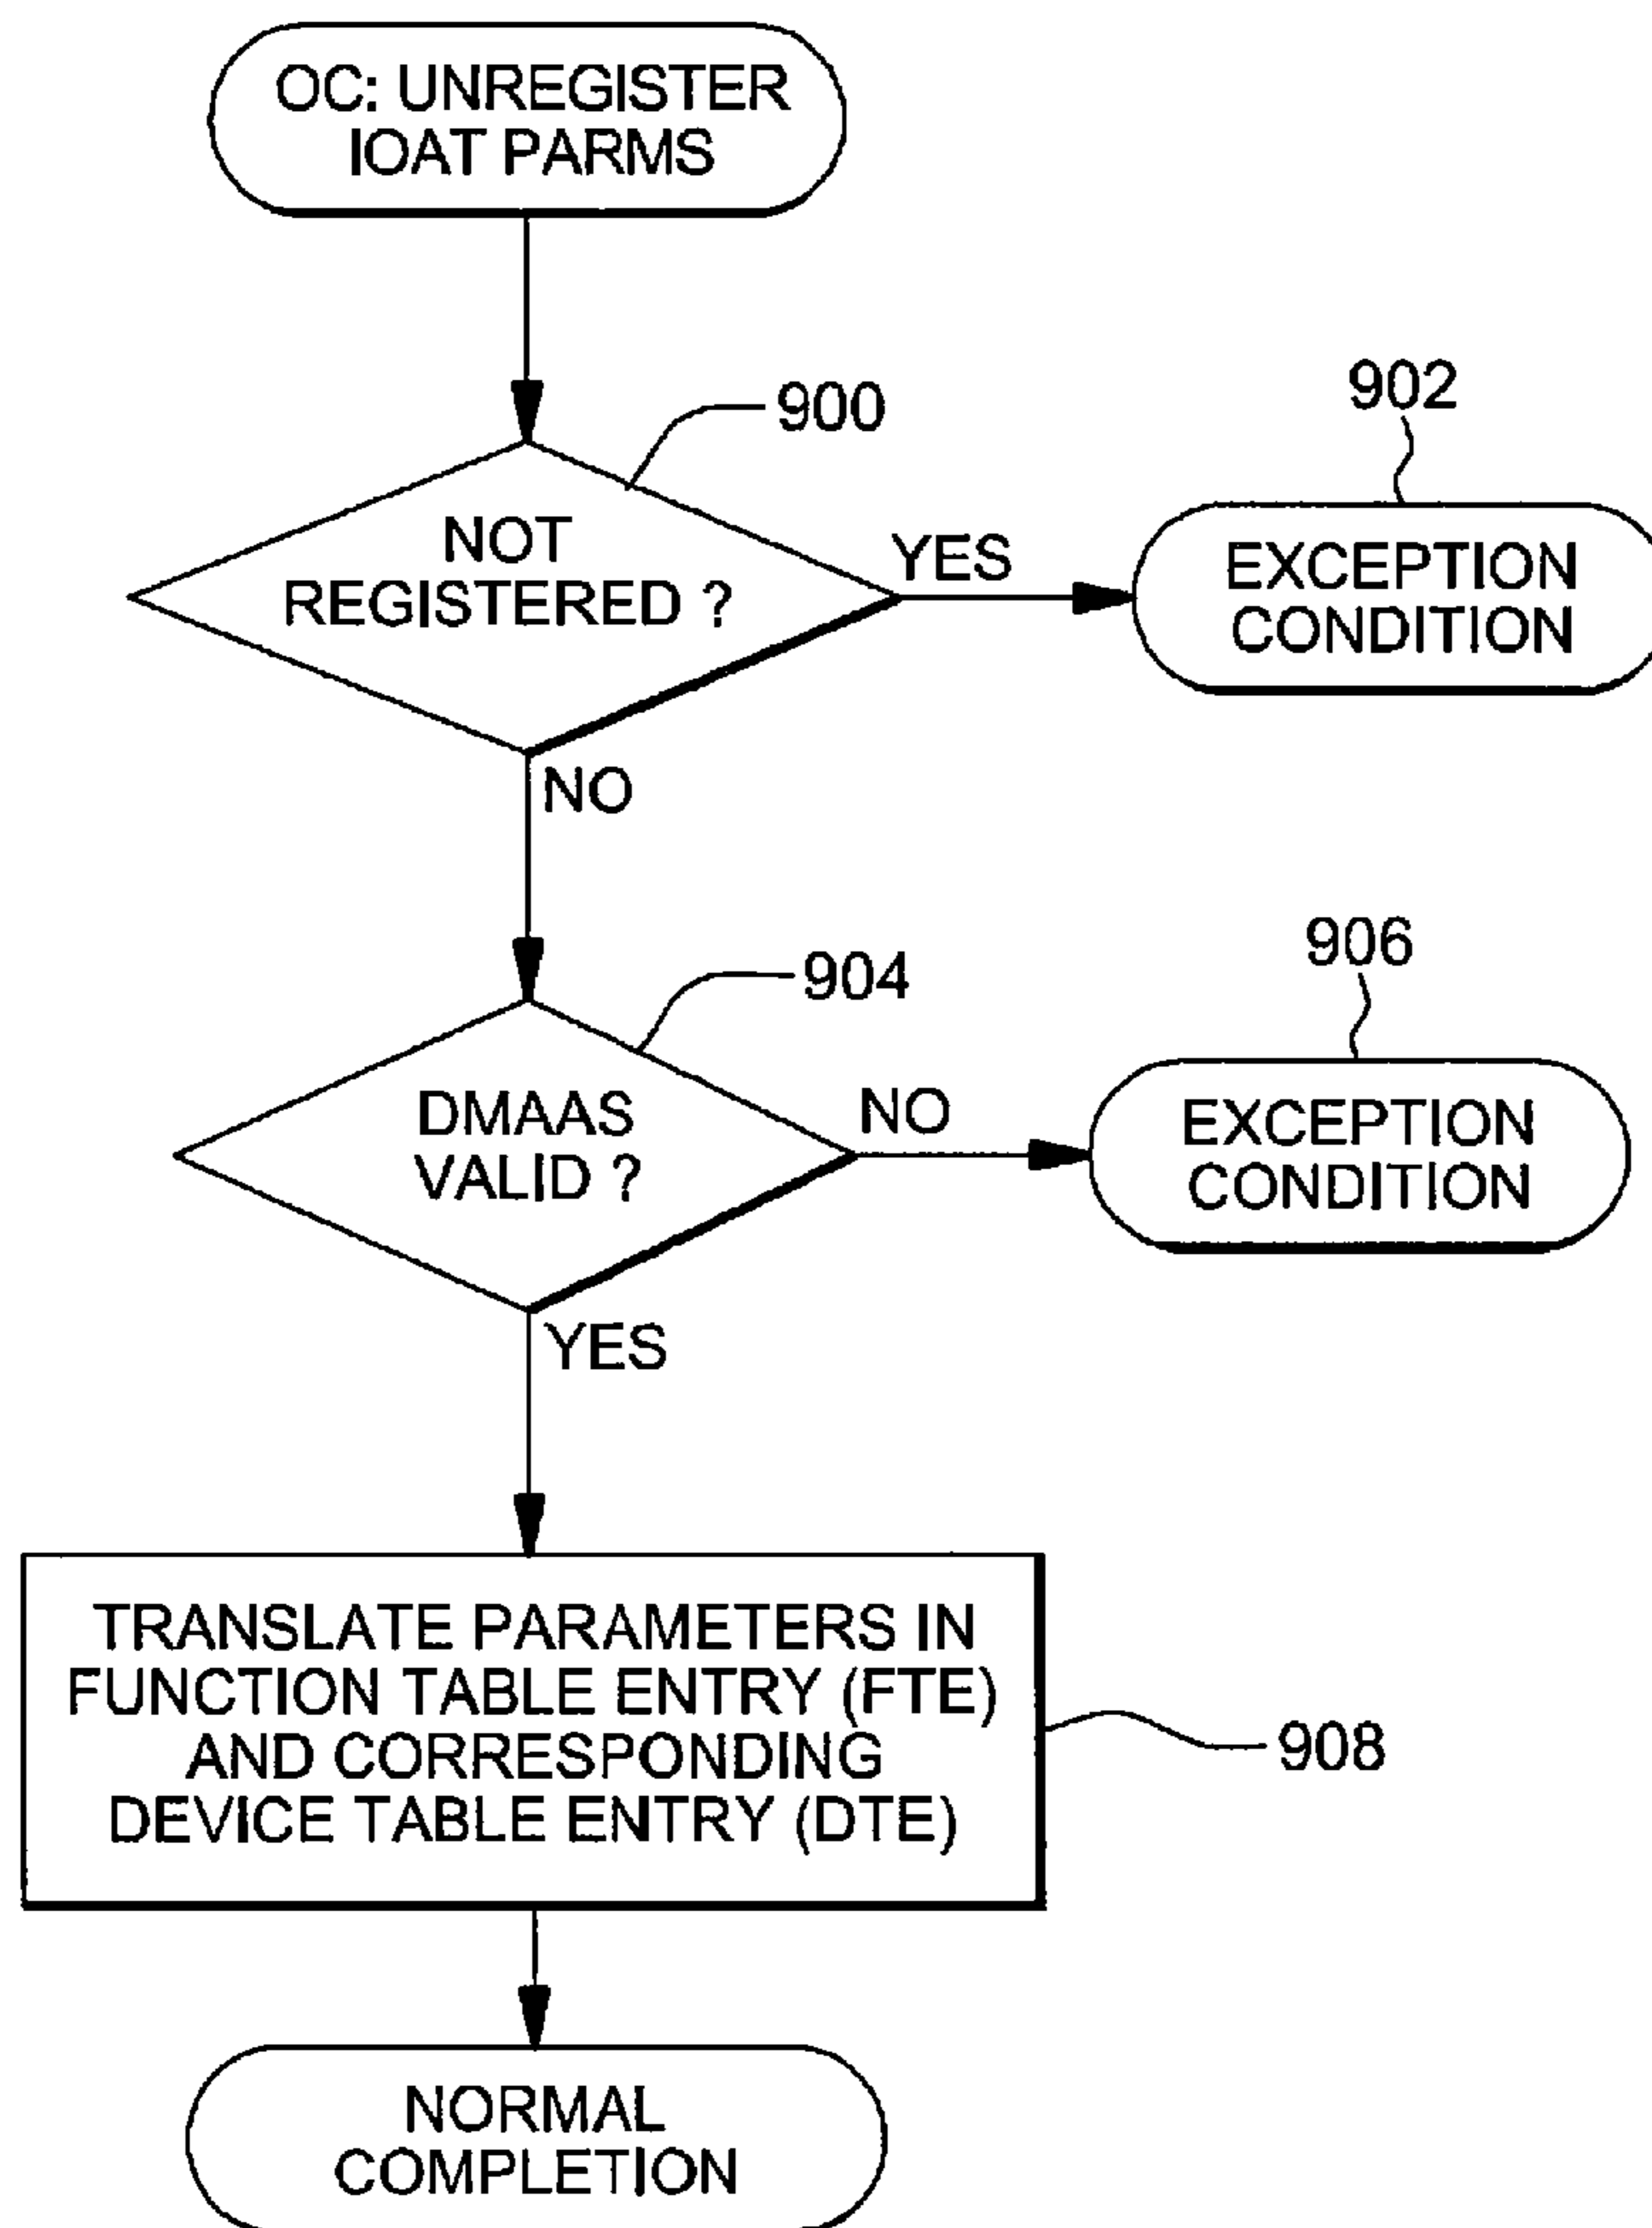 OC: UNREGISTER
IOAT PARMS
900
902
NOT
REGISTERED ?
YES
EXCEPTION
CONDITION
NO
904
906
DMAAS
VALID ?
NO
EXCEPTION
CONDITION
YES
TRANSLATE PARAMETERS IN
FUNCTION TABLE ENTRY (FTE)
AND CORRESPONDING
DEVICE TABLE ENTRY (DTE)
908
NORMAL
COMPLETION